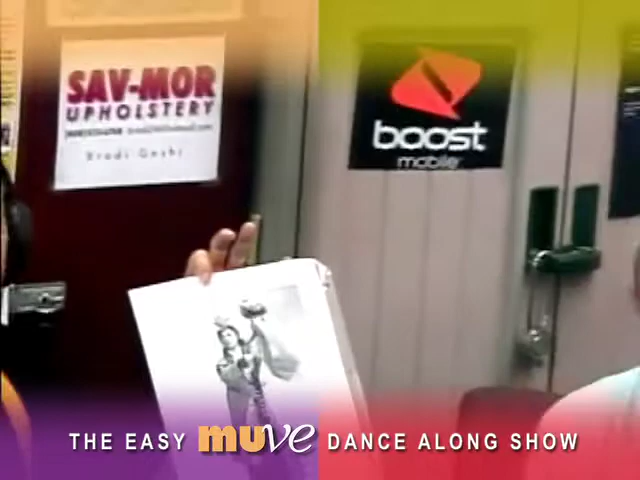 SAV-MOR
UPHOLSTERY
boost
mobile
THE EASY muve DANCE ALONG SHOW